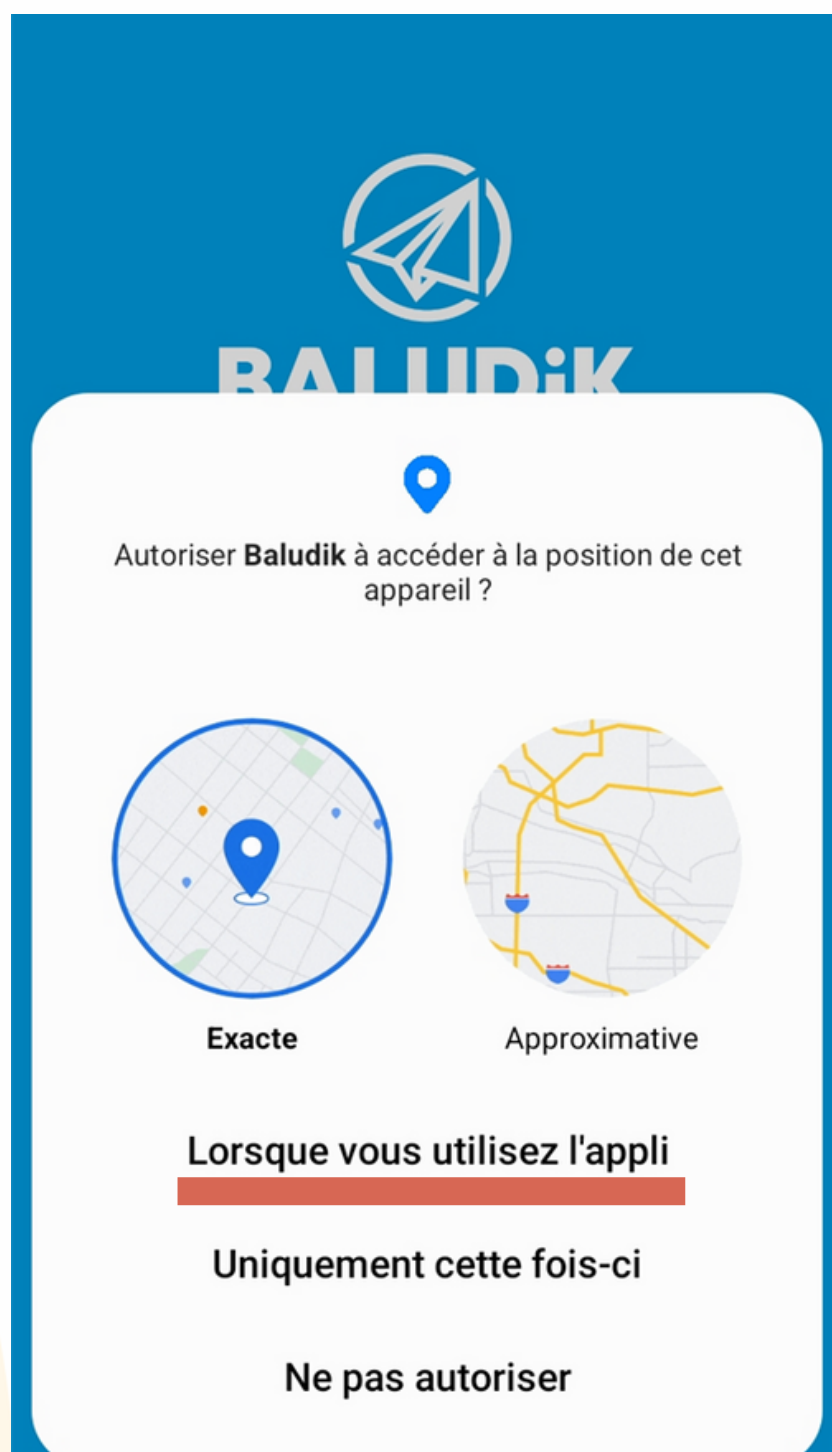 BALUDiK
Autoriser Baludik à accéder à la position de cet
appareil ?
Exacte
Approximative
Lorsque vous utilisez l'appli
Uniquement cette fois-ci
Ne pas autoriser